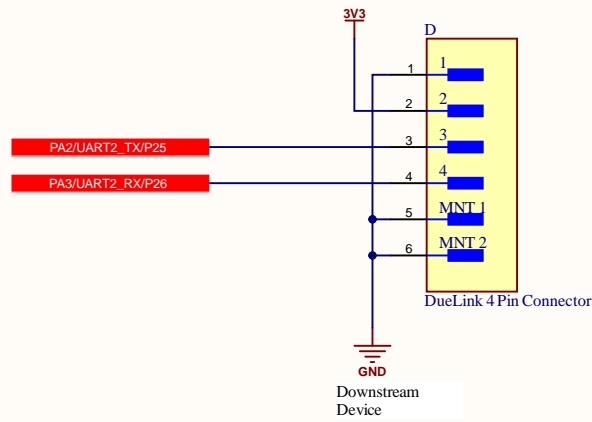 3V3
D
1 1
2 2
PA2/UART2_TX/P25 3 3
PA3/UART2_RX/P26 4 4
5 MNT 1
6 MNT 2
DueLink 4 Pin Connector
GND
Downstream
Device